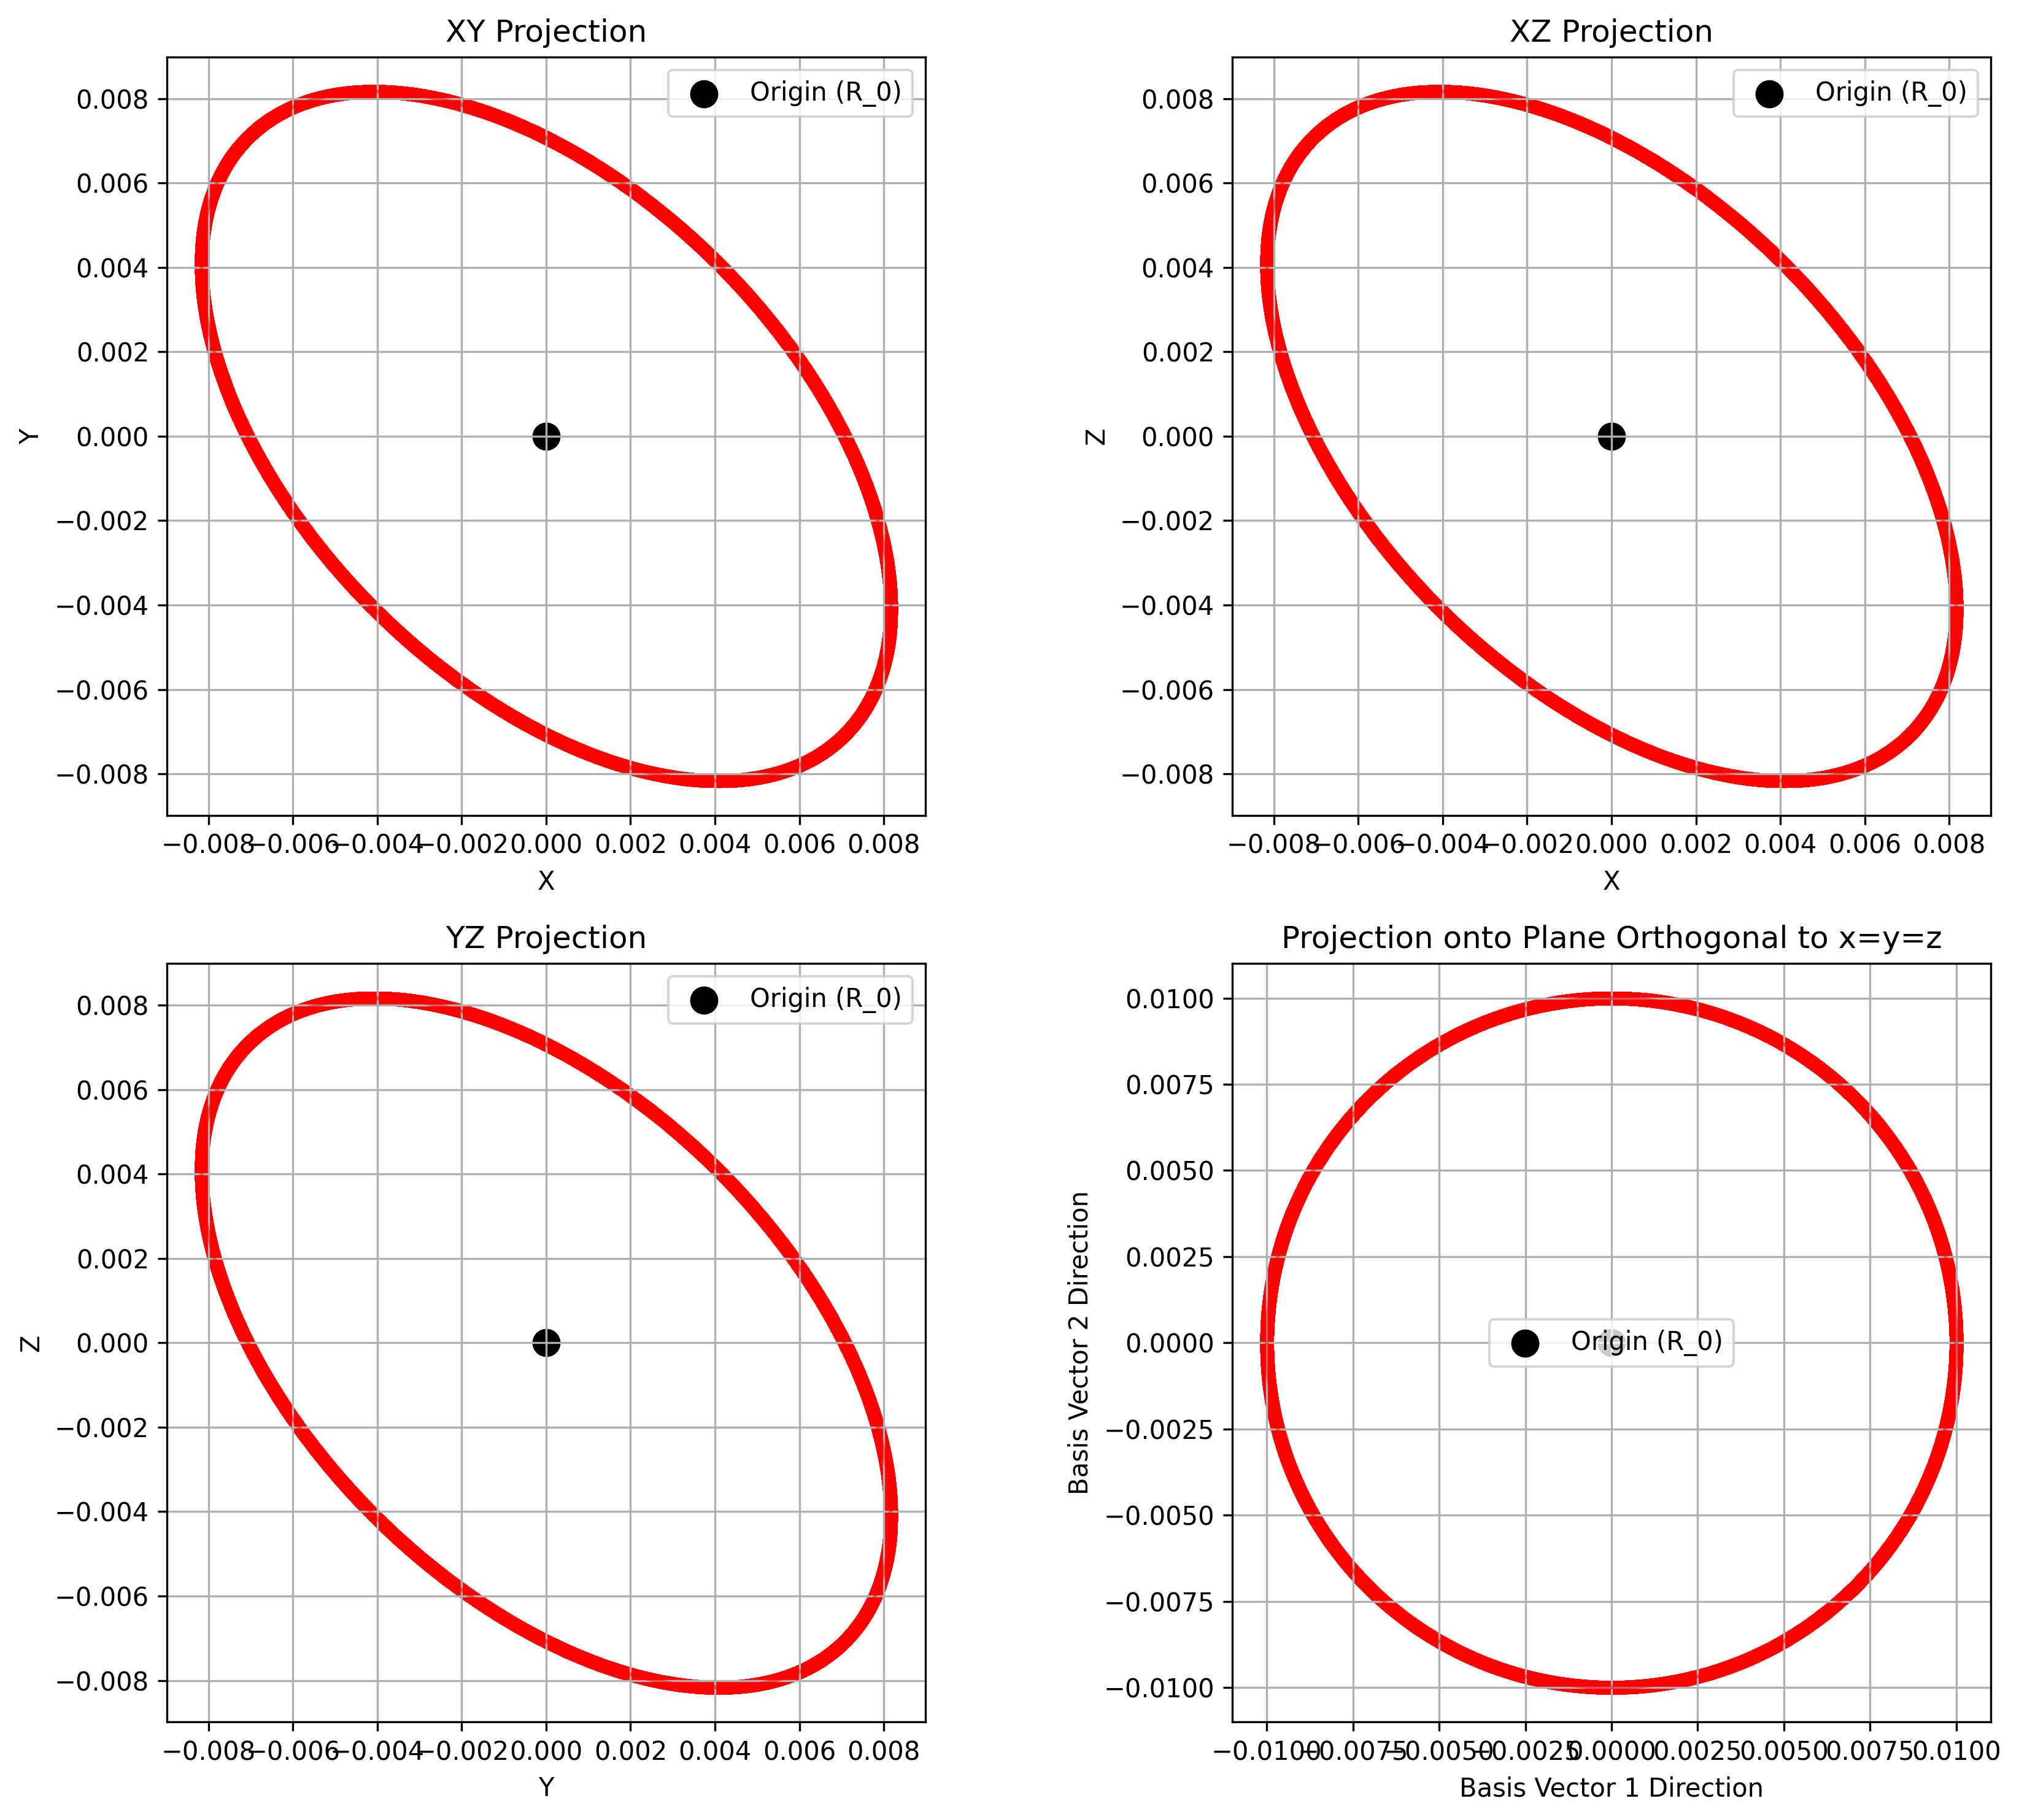 XY Projection
Origin (R_0)
0.008
0.006
0.004
0.002
0.000
−0.002
−0.004
−0.006
−0.008
Y
−0.008 −0.006 −0.004 −0.002 0.000 0.002 0.004 0.006 0.008
X
XZ Projection
Origin (R_0)
0.008
0.006
0.004
0.002
0.000
−0.002
−0.004
−0.006
−0.008
Z
−0.008 −0.006 −0.004 −0.002 0.000 0.002 0.004 0.006 0.008
X
YZ Projection
Origin (R_0)
0.008
0.006
0.004
0.002
0.000
−0.002
−0.004
−0.006
−0.008
Z
−0.008 −0.006 −0.004 −0.002 0.000 0.002 0.004 0.006 0.008
Y
Projection onto Plane Orthogonal to x=y=z
0.0100
0.0075
0.0050
0.0025
0.0000
−0.0025
−0.0050
−0.0075
−0.0100
Basis Vector 2 Direction
Origin (R_0)
−0.0100 −0.0075 −0.0050 −0.0025 0.0000 0.0025 0.0050 0.0075 0.0100
Basis Vector 1 Direction